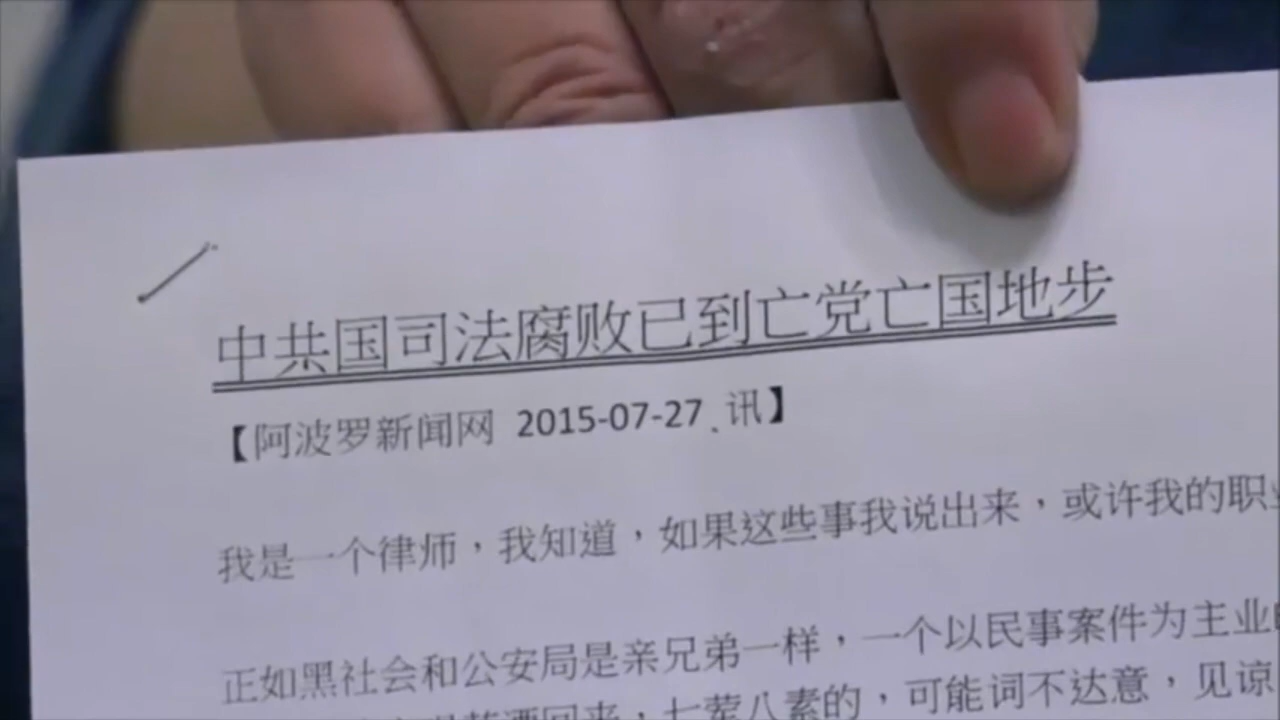 中共国司法腐败已到亡党亡国地步
【阿波罗新闻网 2015-07-27 讯】
我是一个律师，我知道，如果这些事我说出来，或许我的职
正如黑社会和公安局是亲兄弟一样，一个以民事案件为主业
回来，七荤八素的，可能词不达意，见谅